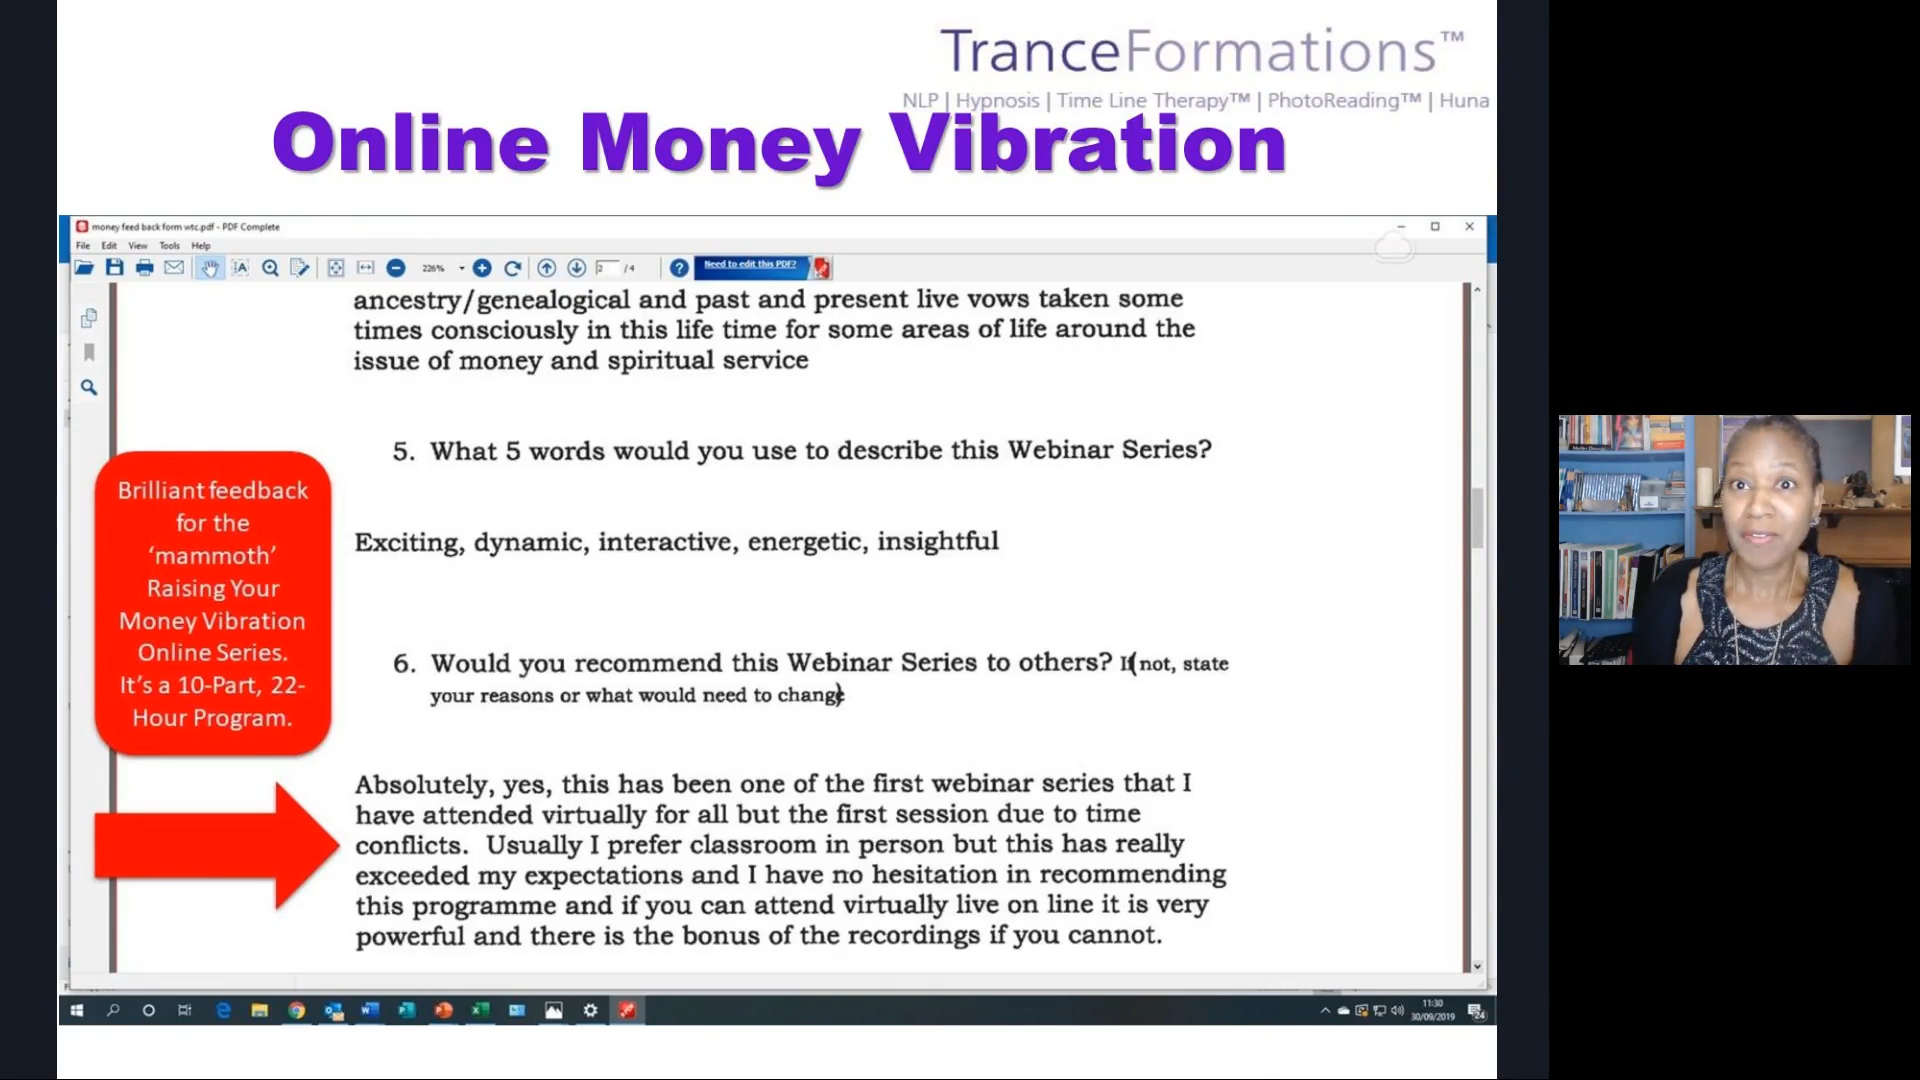 TranceFormations™
NLP | Hypnosis | Time Line Therapy™ | PhotoReading™ | Huna
Online Money Vibration
money feed back form wtc.pdf - PDF Complete
File Edit View Tools Help
226% 2 / 4 Need to edit this PDF?
ancestry/genealogical and past and present live vows taken some
times consciously in this life time for some areas of life around the
issue of money and spiritual service
5. What 5 words would you use to describe this Webinar Series?
Exciting, dynamic, interactive, energetic, insightful
6. Would you recommend this Webinar Series to others? If not, state
your reasons or what would need to change
Absolutely, yes, this has been one of the first webinar series that I
have attended virtually for all but the first session due to time
conflicts. Usually I prefer classroom in person but this has really
exceeded my expectations and I have no hesitation in recommending
this programme and if you can attend virtually live on line it is very
powerful and there is the bonus of the recordings if you cannot.
Brilliant feedback
for the
‘mammoth’
Raising Your
Money Vibration
Online Series.
It’s a 10-Part, 22-
Hour Program.
11:30
30/09/2019
24